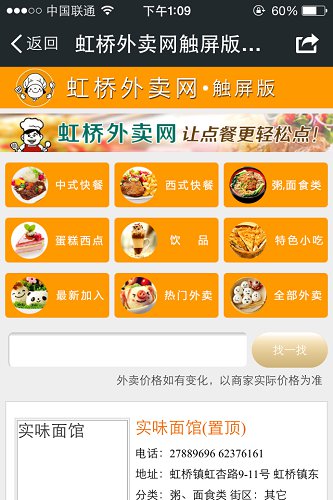 中国联通 下午1:09 60%
返回 虹桥外卖网触屏版...
虹桥外卖网·触屏版
虹桥外卖网 让点餐更轻松点!
中式快餐 西式快餐 粥,面食类
蛋糕西点 饮 品 特色小吃
最新加入 热门外卖 全部外卖
找一找
外卖价格如有变化，以商家实际价格为准
实味面馆
实味面馆(置顶)
电话：27889696 62376161
地址：虹桥镇虹杏路9-11号 虹桥镇东
分类：粥、面食类 街区：其它